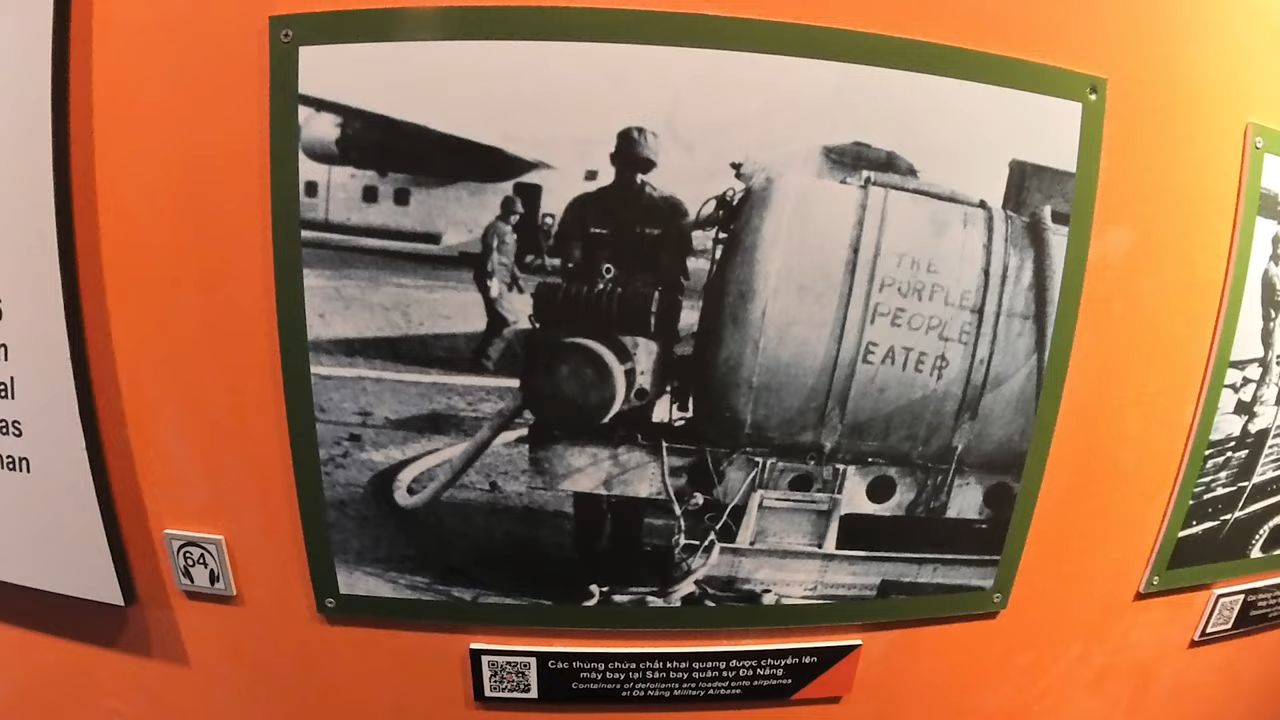 al
as
64
THE
PURPLE
PEOPLE
EATER
Các thùng chứa chất khai quang được chuyển lên
máy bay tại Sân bay quân sự Đà Nẵng.
Containers of defoliants are loaded onto airplanes
at Đà Nẵng Military Airbase.